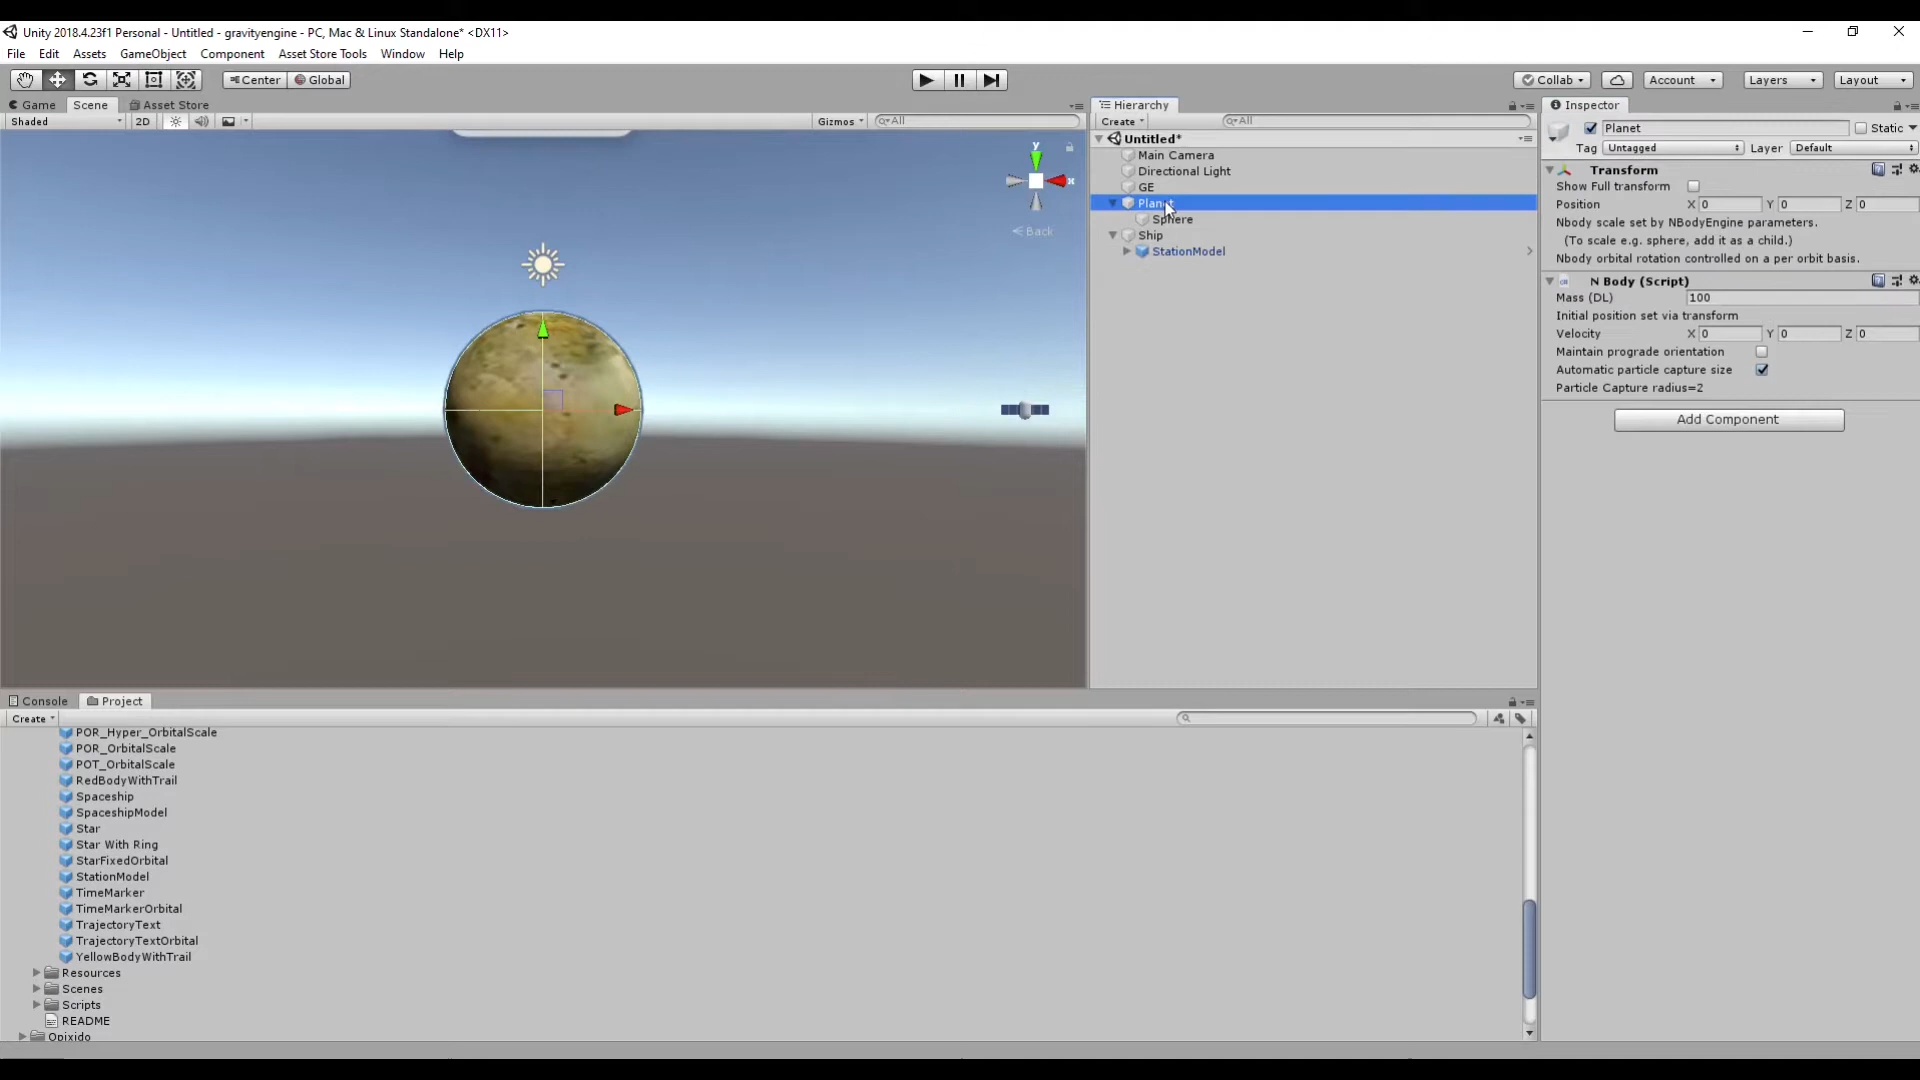 Unity 2018.4.23f1 Personal - Untitled - gravityengine - PC, Mac & Linux Standalone* <DX11>
File Edit Assets GameObject Component Asset Store Tools Window Help
Center Global Collab Account Layers Layout
Game Scene Asset Store
Shaded 2D Gizmos All
y
x
Back
Hierarchy
Create All
Untitled*
Main Camera
Directional Light
GE
Planet
Sphere
Ship
StationModel
Inspector
Planet Static
Tag Untagged Layer Default
Transform
Show Full transform
Position X 0 Y 0 Z 0
Nbody scale set by NBodyEngine parameters.
(To scale e.g. sphere, add it as a child.)
Nbody orbital rotation controlled on a per orbit basis.
N Body (Script)
Mass (DL) 100
Initial position set via transform
Velocity X 0 Y 0 Z 0
Maintain prograde orientation
Automatic particle capture size
Particle Capture radius=2
Add Component
Console Project
Create
POR_Hyper_OrbitalScale
POR_OrbitalScale
POT_OrbitalScale
RedBodyWithTrail
Spaceship
SpaceshipModel
Star
Star With Ring
StarFixedOrbital
StationModel
TimeMarker
TimeMarkerOrbital
TrajectoryText
TrajectoryTextOrbital
YellowBodyWithTrail
Resources
Scenes
Scripts
README
Opixido